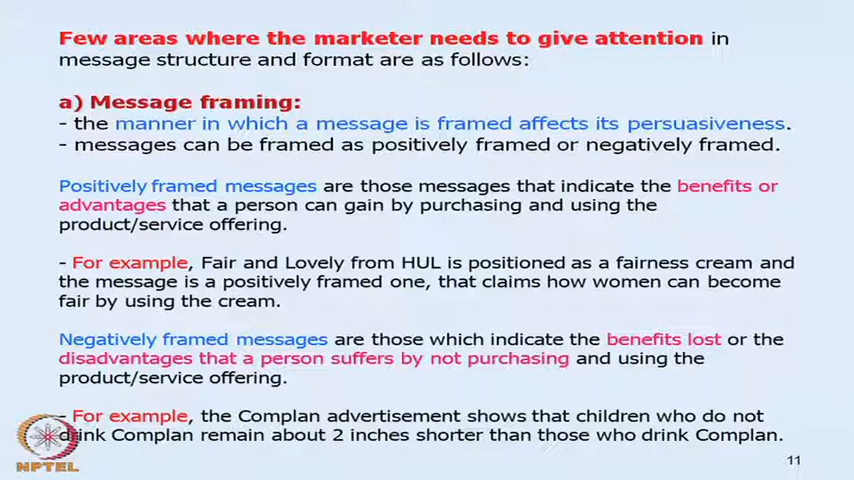 Few areas where the marketer needs to give attention in
message structure and format are as follows:
a) Message framing:
- the manner in which a message is framed affects its persuasiveness.
- messages can be framed as positively framed or negatively framed.
Positively framed messages are those messages that indicate the benefits or
advantages that a person can gain by purchasing and using the
product/service offering.
- For example, Fair and Lovely from HUL is positioned as a fairness cream and
the message is a positively framed one, that claims how women can become
fair by using the cream.
Negatively framed messages are those which indicate the benefits lost or the
disadvantages that a person suffers by not purchasing and using the
product/service offering.
- For example, the Complan advertisement shows that children who do not
drink Complan remain about 2 inches shorter than those who drink Complan.
11
NPTEL